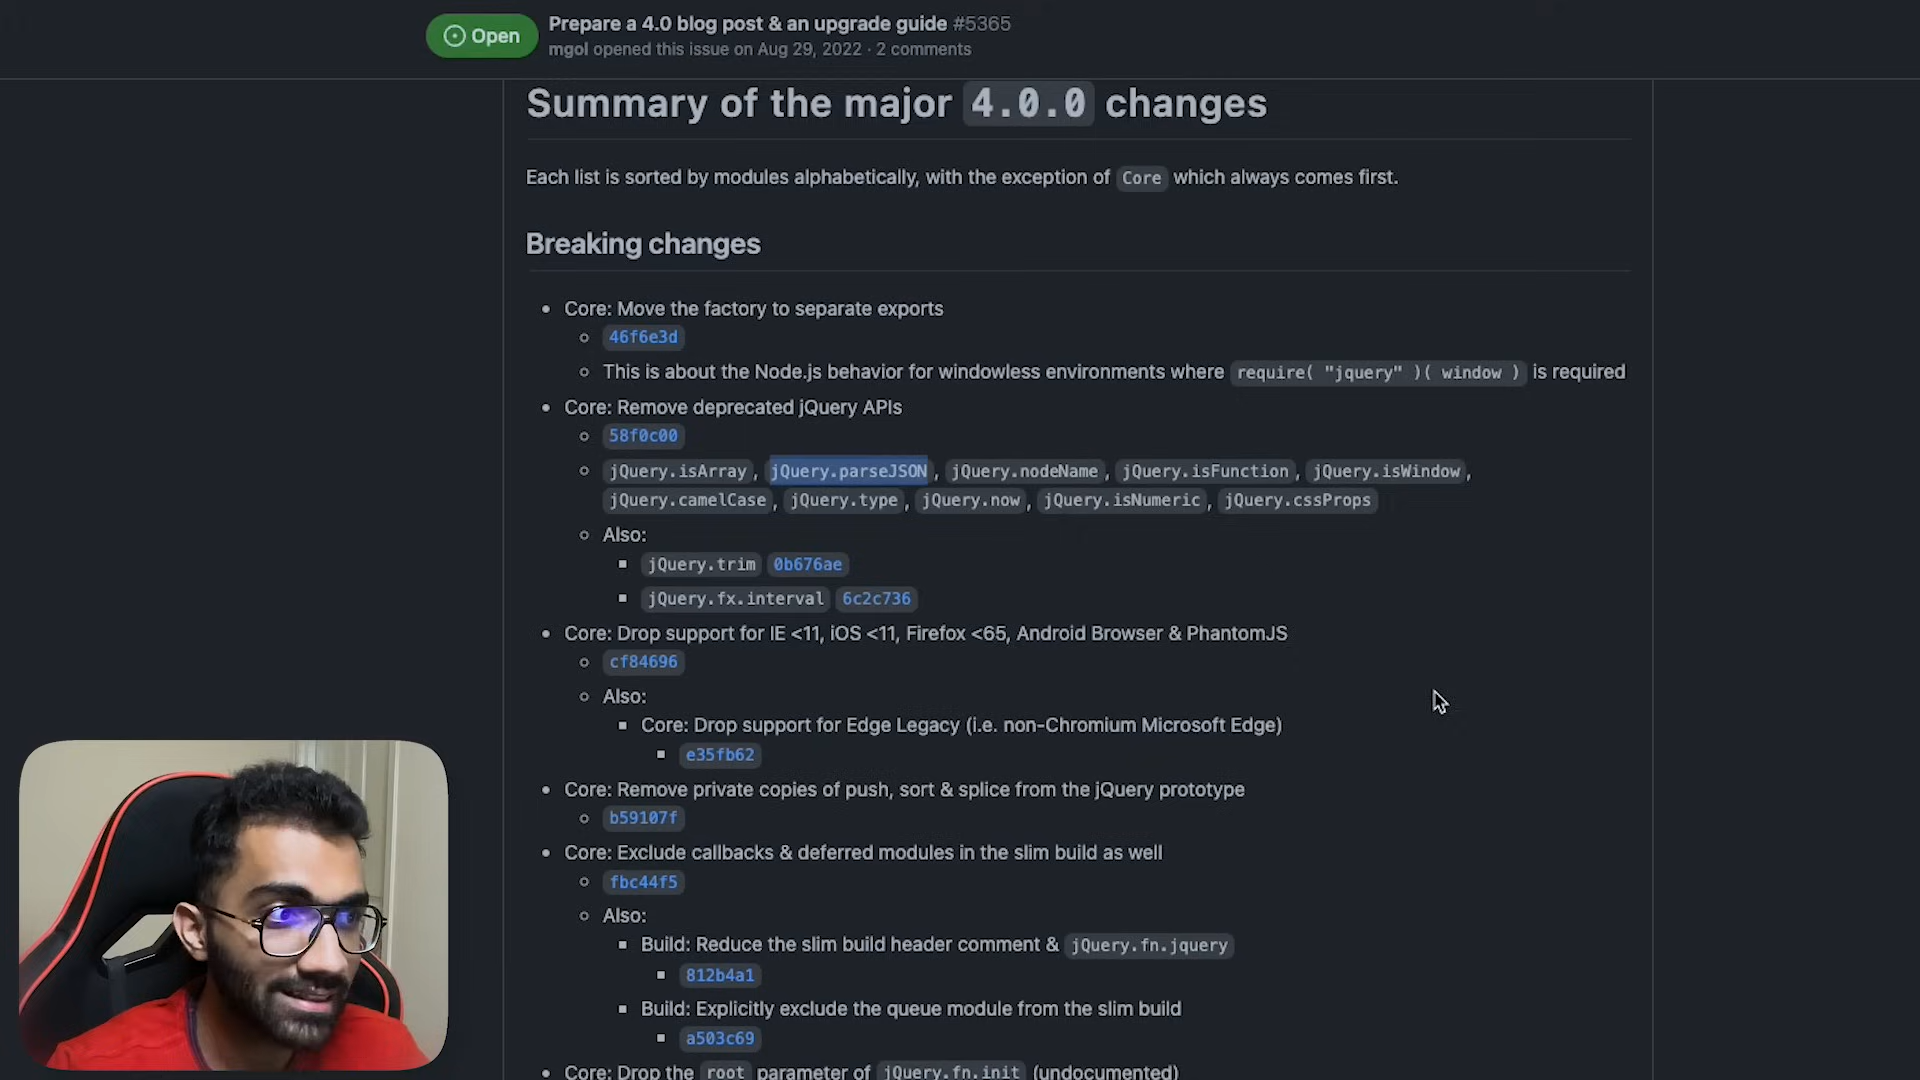 Open
Prepare a 4.0 blog post & an upgrade guide #5365
mgol opened this issue on Aug 29, 2022 · 2 comments
Summary of the major 4.0.0 changes
Each list is sorted by modules alphabetically, with the exception of Core which always comes first.
Breaking changes
Core: Move the factory to separate exports
46f6e3d
This is about the Node.js behavior for windowless environments where require( "jquery" )( window ) is required
Core: Remove deprecated jQuery APIs
58f0c00
jQuery.isArray, jQuery.parseJSON, jQuery.nodeName, jQuery.isFunction, jQuery.isWindow,
jQuery.camelCase, jQuery.type, jQuery.now, jQuery.isNumeric, jQuery.cssProps
Also:
jQuery.trim 0b676ae
jQuery.fx.interval 6c2c736
Core: Drop support for IE <11, iOS <11, Firefox <65, Android Browser & PhantomJS
cf84696
Also:
Core: Drop support for Edge Legacy (i.e. non-Chromium Microsoft Edge)
e35fb62
Core: Remove private copies of push, sort & splice from the jQuery prototype
b59107f
Core: Exclude callbacks & deferred modules in the slim build as well
fbc44f5
Also:
Build: Reduce the slim build header comment & jQuery.fn.jquery
812b4a1
Build: Explicitly exclude the queue module from the slim build
a503c69
Core: Drop the root parameter of jQuery.fn.init (undocumented)